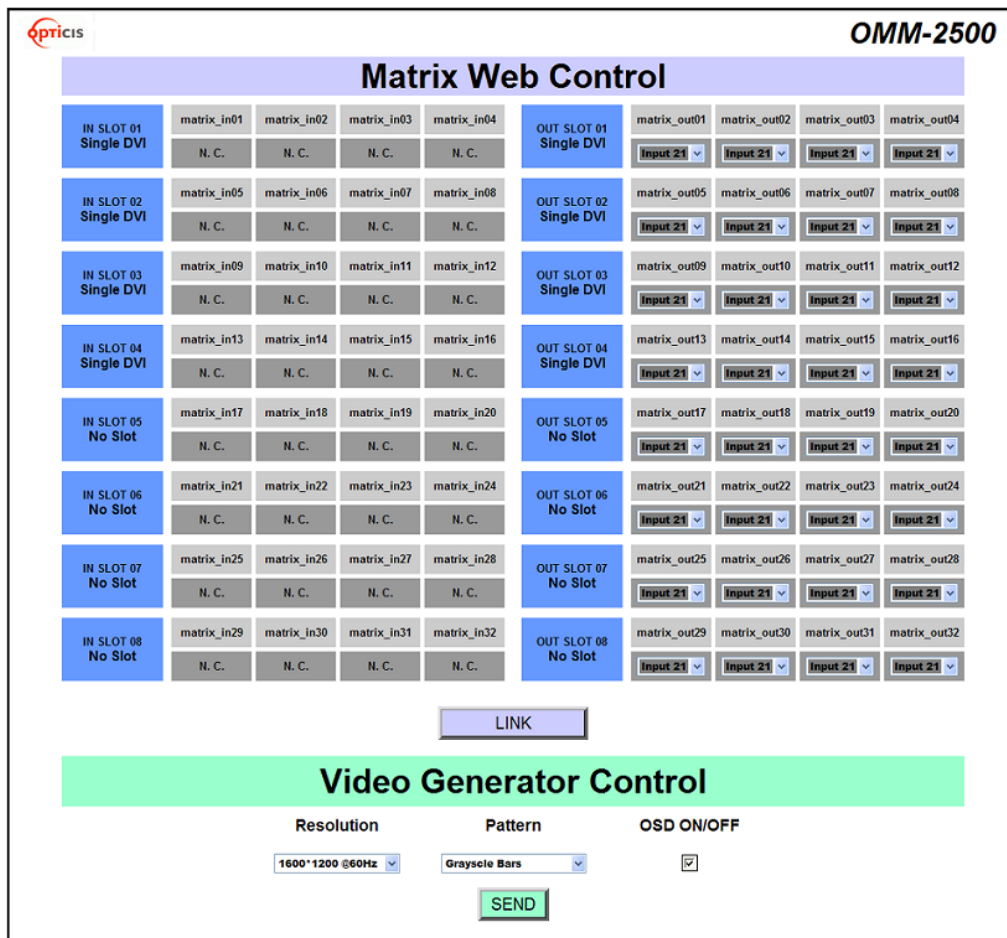 OPTICIS
OMM-2500
Matrix Web Control
IN SLOT 01
Single DVI
matrix_in01 matrix_in02 matrix_in03 matrix_in04
N. C. N. C. N. C. N. C.
OUT SLOT 01
Single DVI
matrix_out01 matrix_out02 matrix_out03 matrix_out04
Input 21 Input 21 Input 21 Input 21
IN SLOT 02
Single DVI
matrix_in05 matrix_in06 matrix_in07 matrix_in08
N. C. N. C. N. C. N. C.
OUT SLOT 02
Single DVI
matrix_out05 matrix_out06 matrix_out07 matrix_out08
Input 21 Input 21 Input 21 Input 21
IN SLOT 03
Single DVI
matrix_in09 matrix_in10 matrix_in11 matrix_in12
N. C. N. C. N. C. N. C.
OUT SLOT 03
Single DVI
matrix_out09 matrix_out10 matrix_out11 matrix_out12
Input 21 Input 21 Input 21 Input 21
IN SLOT 04
Single DVI
matrix_in13 matrix_in14 matrix_in15 matrix_in16
N. C. N. C. N. C. N. C.
OUT SLOT 04
Single DVI
matrix_out13 matrix_out14 matrix_out15 matrix_out16
Input 21 Input 21 Input 21 Input 21
IN SLOT 05
No Slot
matrix_in17 matrix_in18 matrix_in19 matrix_in20
N. C. N. C. N. C. N. C.
OUT SLOT 05
No Slot
matrix_out17 matrix_out18 matrix_out19 matrix_out20
Input 21 Input 21 Input 21 Input 21
IN SLOT 06
No Slot
matrix_in21 matrix_in22 matrix_in23 matrix_in24
N. C. N. C. N. C. N. C.
OUT SLOT 06
No Slot
matrix_out21 matrix_out22 matrix_out23 matrix_out24
Input 21 Input 21 Input 21 Input 21
IN SLOT 07
No Slot
matrix_in25 matrix_in26 matrix_in27 matrix_in28
N. C. N. C. N. C. N. C.
OUT SLOT 07
No Slot
matrix_out25 matrix_out26 matrix_out27 matrix_out28
Input 21 Input 21 Input 21 Input 21
IN SLOT 08
No Slot
matrix_in29 matrix_in30 matrix_in31 matrix_in32
N. C. N. C. N. C. N. C.
OUT SLOT 08
No Slot
matrix_out29 matrix_out30 matrix_out31 matrix_out32
Input 21 Input 21 Input 21 Input 21
LINK
Video Generator Control
Resolution Pattern OSD ON/OFF
1600*1200 @60Hz Grayscle Bars
SEND